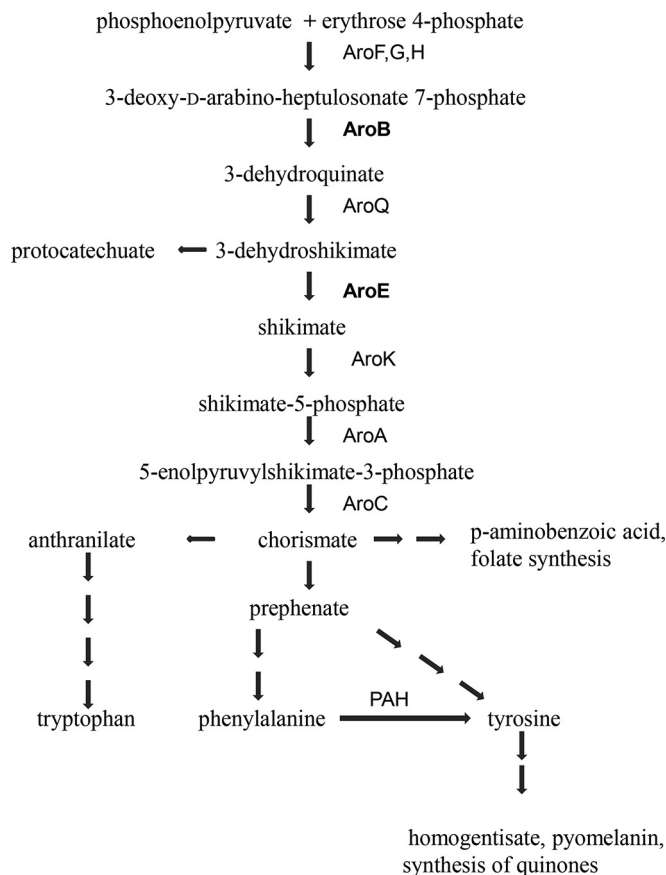 phosphoenolpyruvate + erythrose 4-phosphate
AroF,G,H
3-deoxy-D-arabino-heptulosonate 7-phosphate
AroB
3-dehydroquinate
AroQ
protocatechuate
3-dehydroshikimate
AroE
shikimate
AroK
shikimate-5-phosphate
AroA
5-enolpyruvylshikimate-3-phosphate
AroC
anthranilate
chorismate
p-aminobenzoic acid,
folate synthesis
prephenate
tryptophan
phenylalanine
PAH
tyrosine
homogentisate, pyomelanin,
synthesis of quinones